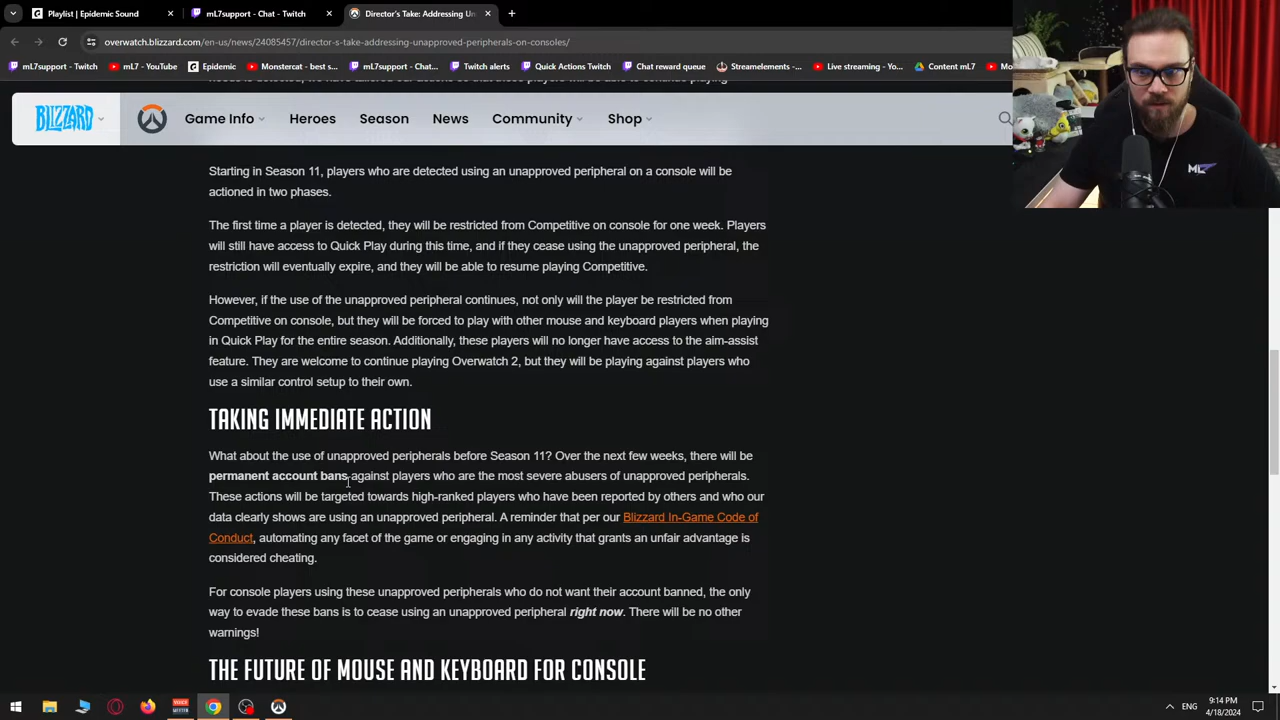 Playlist | Epidemic Sound
mL7support - Chat - Twitch
Director's Take: Addressing Un
overwatch.blizzard.com/en-us/news/24085457/director-s-take-addressing-unapproved-peripherals-on-consoles/
mL7support - Twitch
mL7 - YouTube
Epidemic
Monstercat - best s...
mL7support - Chat...
Twitch alerts
Quick Actions Twitch
Chat reward queue
Streamelements
Live streaming - Yo...
Content mL7
BLIZZARD
Game Info
Heroes
Season
News
Community
Shop
ML7
Starting in Season 11, players who are detected using an unapproved peripheral on a console will be
actioned in two phases.
The first time a player is detected, they will be restricted from Competitive on console for one week. Players
will still have access to Quick Play during this time, and if they cease using the unapproved peripheral, the
restriction will eventually expire, and they will be able to resume playing Competitive.
However, if the use of the unapproved peripheral continues, not only will the player be restricted from
Competitive on console, but they will be forced to play with other mouse and keyboard players when playing
in Quick Play for the entire season. Additionally, these players will no longer have access to the aim-assist
feature. They are welcome to continue playing Overwatch 2, but they will be playing against players who
use a similar control setup to their own.
TAKING IMMEDIATE ACTION
What about the use of unapproved peripherals before Season 11? Over the next few weeks, there will be
permanent account bans against players who are the most severe abusers of unapproved peripherals.
These actions will be targeted towards high-ranked players who have been reported by others and who our
data clearly shows are using an unapproved peripheral. A reminder that per our Blizzard In-Game Code of
Conduct, automating any facet of the game or engaging in any activity that grants an unfair advantage is
considered cheating.
For console players using these unapproved peripherals who do not want their account banned, the only
way to evade these bans is to cease using an unapproved peripheral right now. There will be no other
warnings!
THE FUTURE OF MOUSE AND KEYBOARD FOR CONSOLE
ENG
9:14 PM
4/18/2024